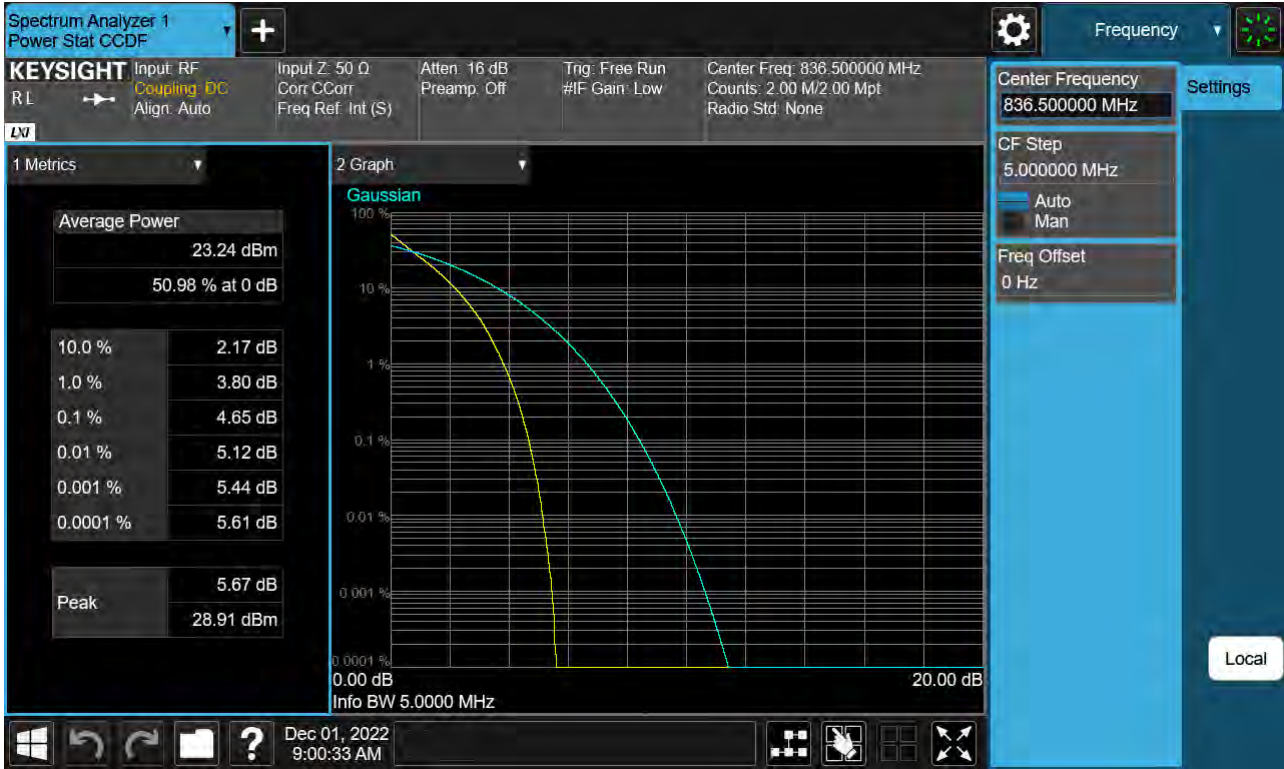 Spectrum Analyzer 1
Power Stat CCDF
+
Frequency
KEYSIGHT
RL
LXI
Input: RF
Coupling: DC
Align: Auto
Input Z: 50 Ω
Corr CCorr
Freq Ref: Int (S)
Atten: 16 dB
Preamp: Off
Trig: Free Run
#IF Gain: Low
Center Freq: 836.500000 MHz
Counts: 2.00 M/2.00 Mpt
Radio Std: None
Center Frequency
836.500000 MHz
Settings
CF Step
5.000000 MHz
Auto
Man
Freq Offset
0 Hz
Local
1 Metrics
Average Power
23.24 dBm
50.98 % at 0 dB
10.0 % 2.17 dB
1.0 % 3.80 dB
0.1 % 4.65 dB
0.01 % 5.12 dB
0.001 % 5.44 dB
0.0001 % 5.61 dB
Peak
5.67 dB
28.91 dBm
2 Graph
Gaussian
100 %
10 %
1 %
0.1 %
0.01 %
0.001 %
0.0001 %
0.00 dB 20.00 dB
Info BW 5.0000 MHz
?
Dec 01, 2022
9:00:33 AM